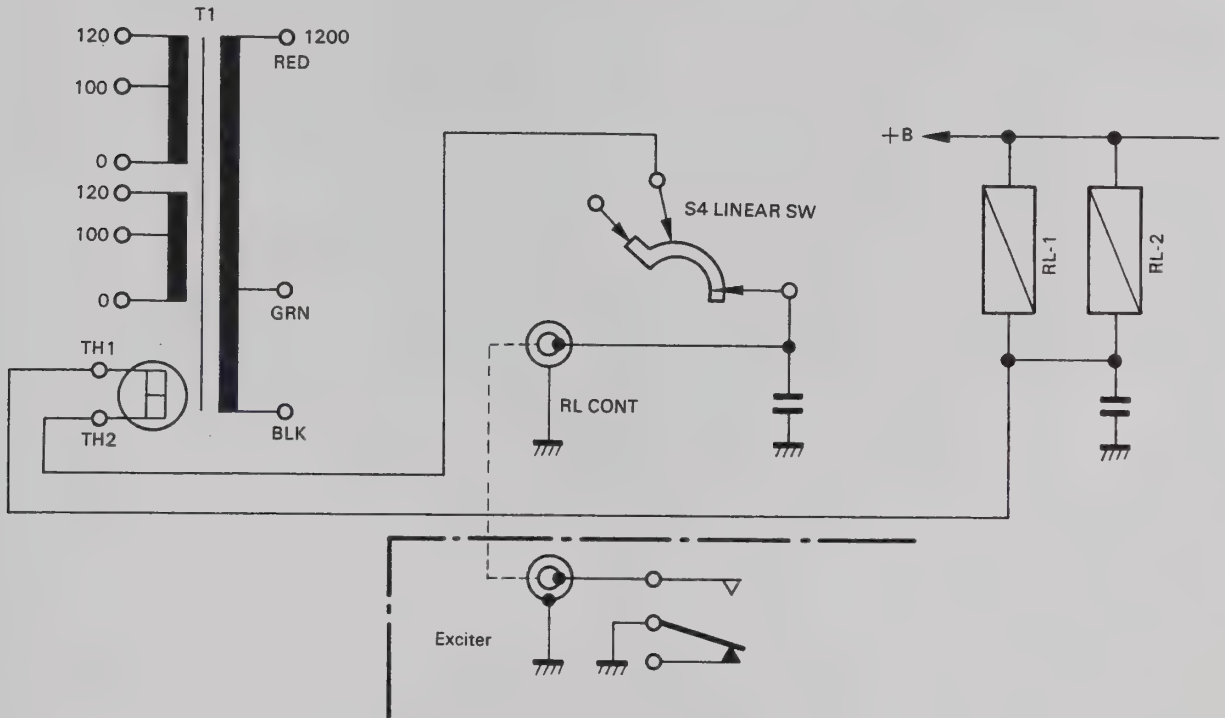 T1
120
1200
RED
100
+B
0
120
S4 LINEAR SW
RL-1
RL-2
100
0
GRN
TH1
RL CONT
TH2
BLK
Exciter